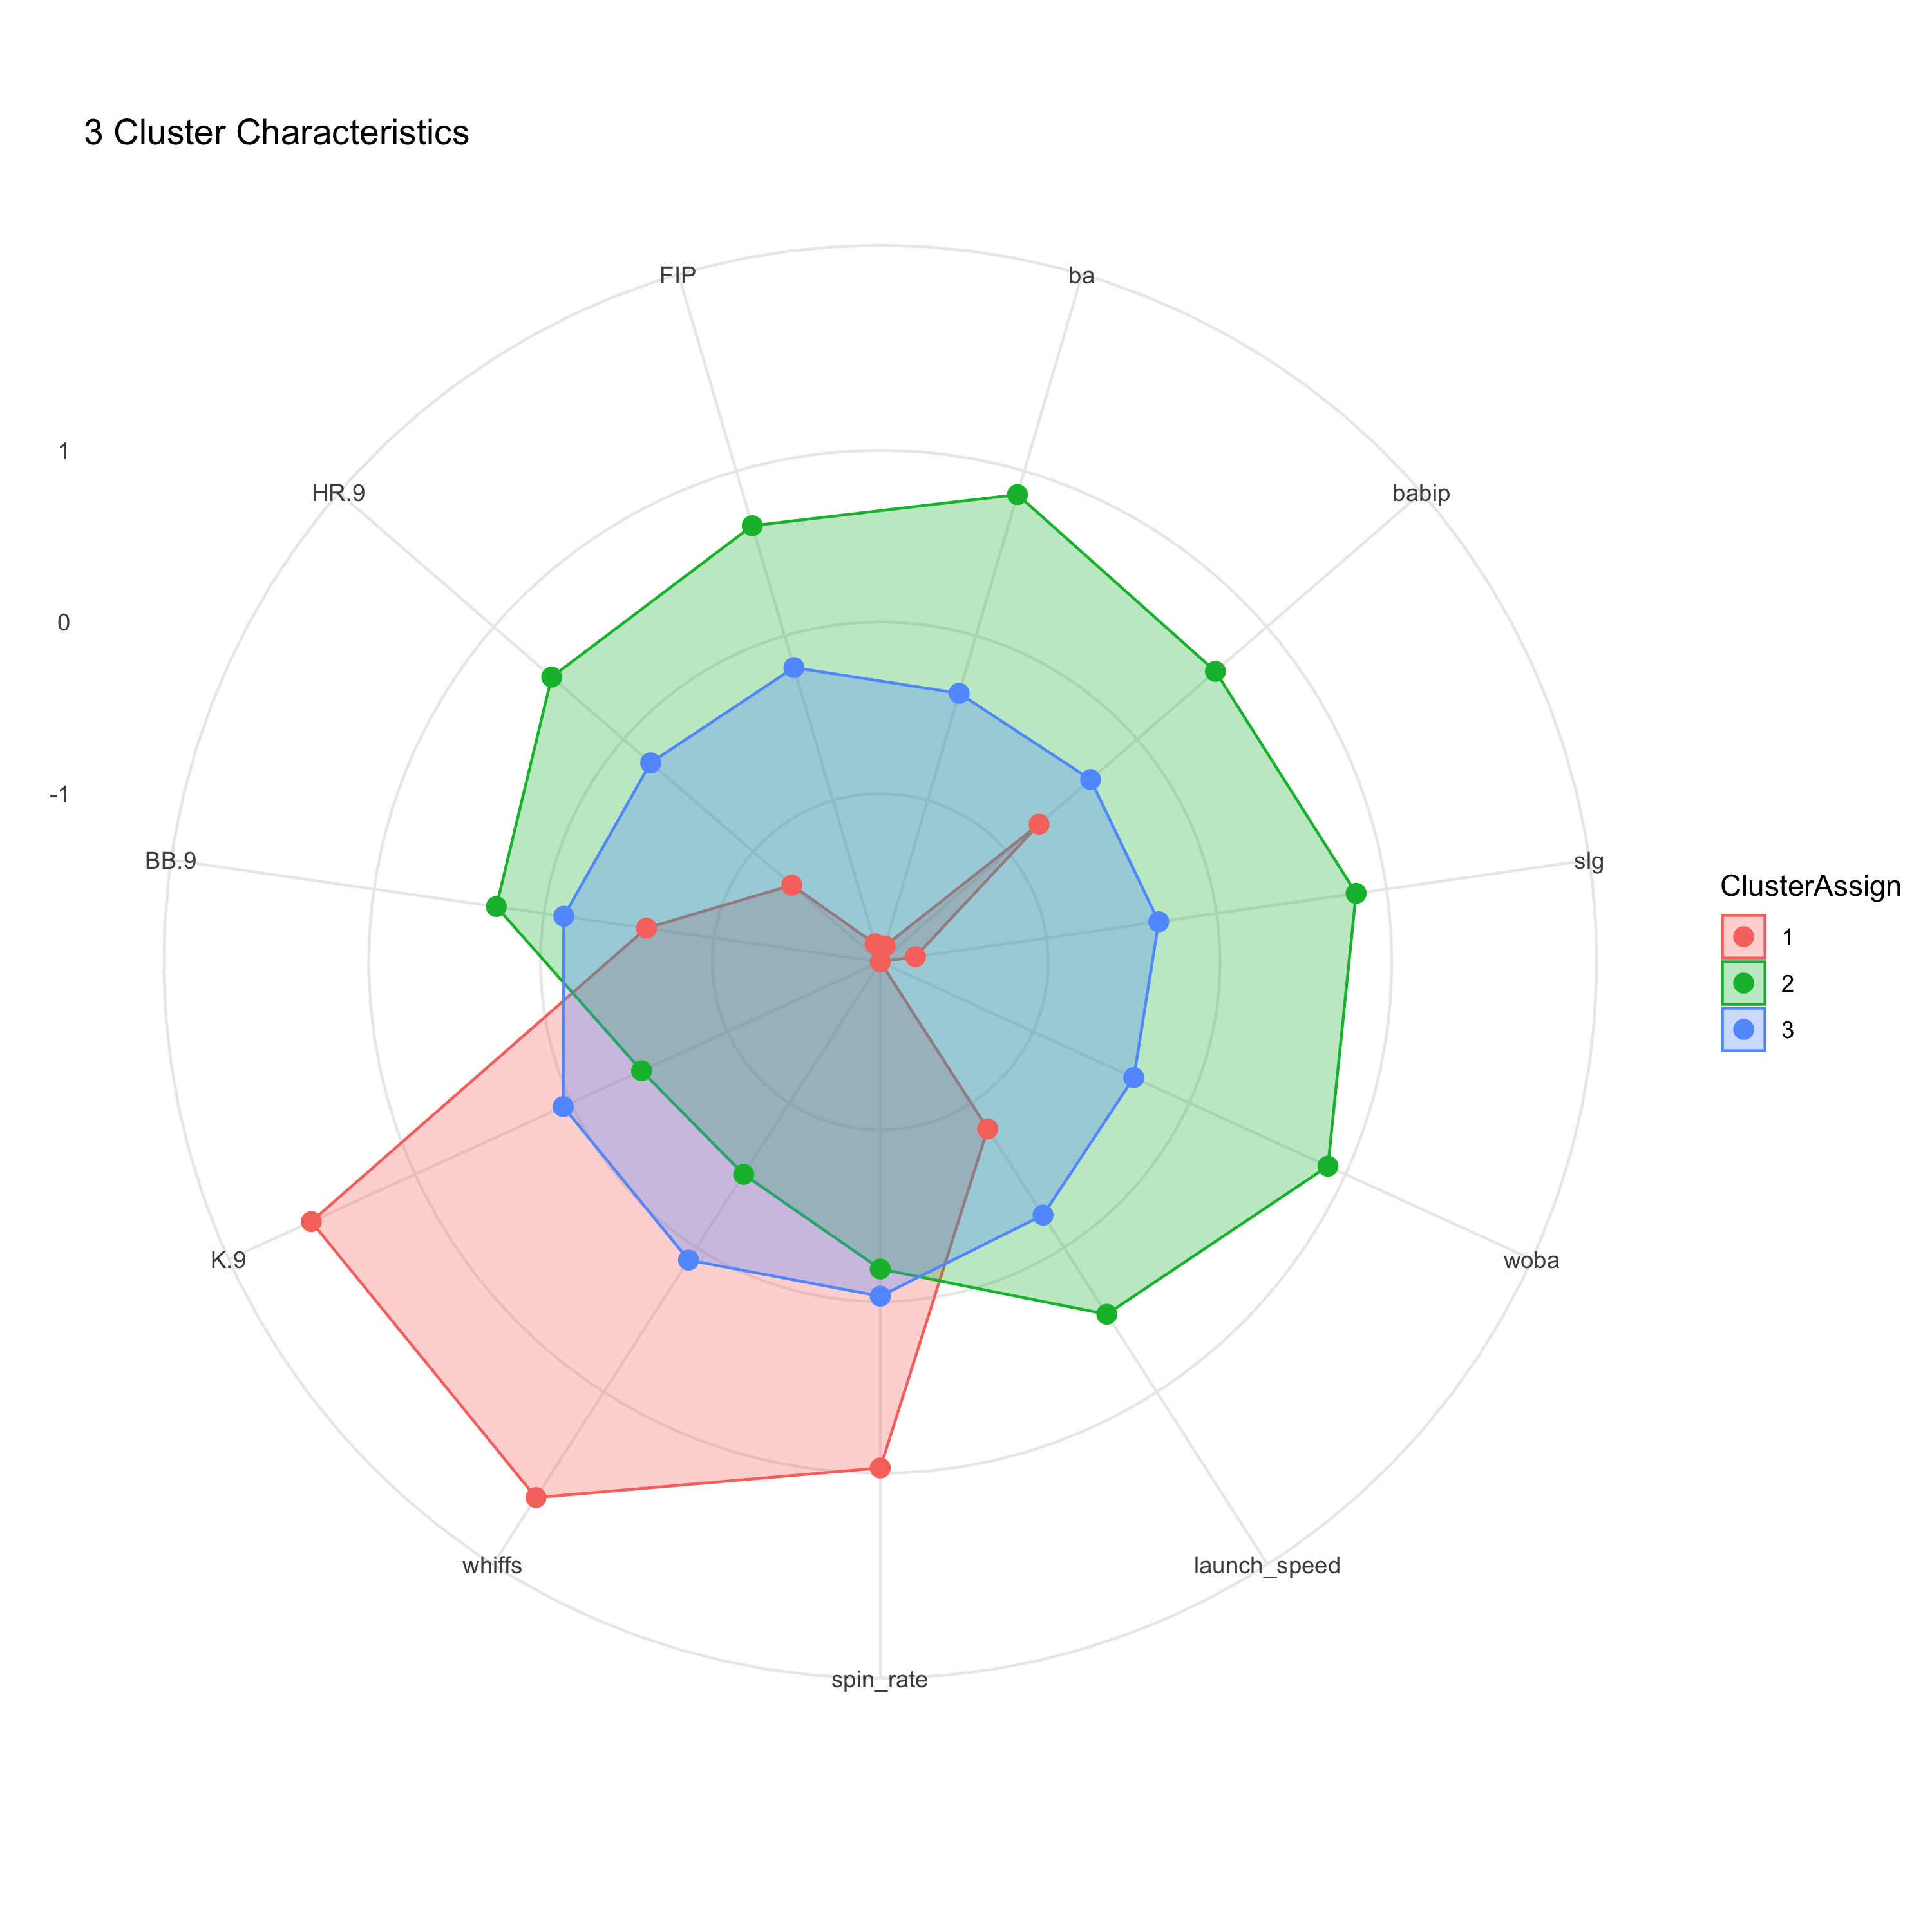 3 Cluster Characteristics
FIP
ba
1
HR.9
babip
0
-1
BB.9
slg
ClusterAssign
1
2
3
K.9
woba
whiffs
launch_speed
spin_rate